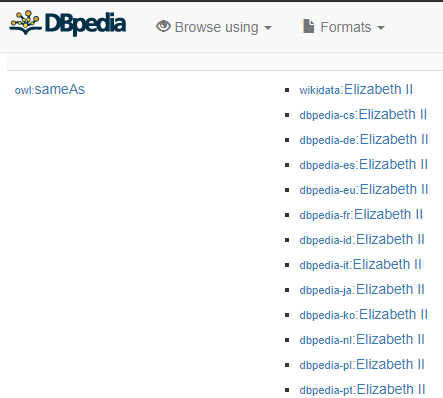 DBpedia Browse using Formats
owl:sameAs
wikidata:Elizabeth II
dbpedia-cs:Elizabeth II
dbpedia-de:Elizabeth II
dbpedia-es:Elizabeth II
dbpedia-eu:Elizabeth II
dbpedia-fr:Elizabeth II
dbpedia-id:Elizabeth II
dbpedia-it:Elizabeth II
dbpedia-ja:Elizabeth II
dbpedia-ko:Elizabeth II
dbpedia-nl:Elizabeth II
dbpedia-pl:Elizabeth II
dbpedia-pt:Elizabeth II